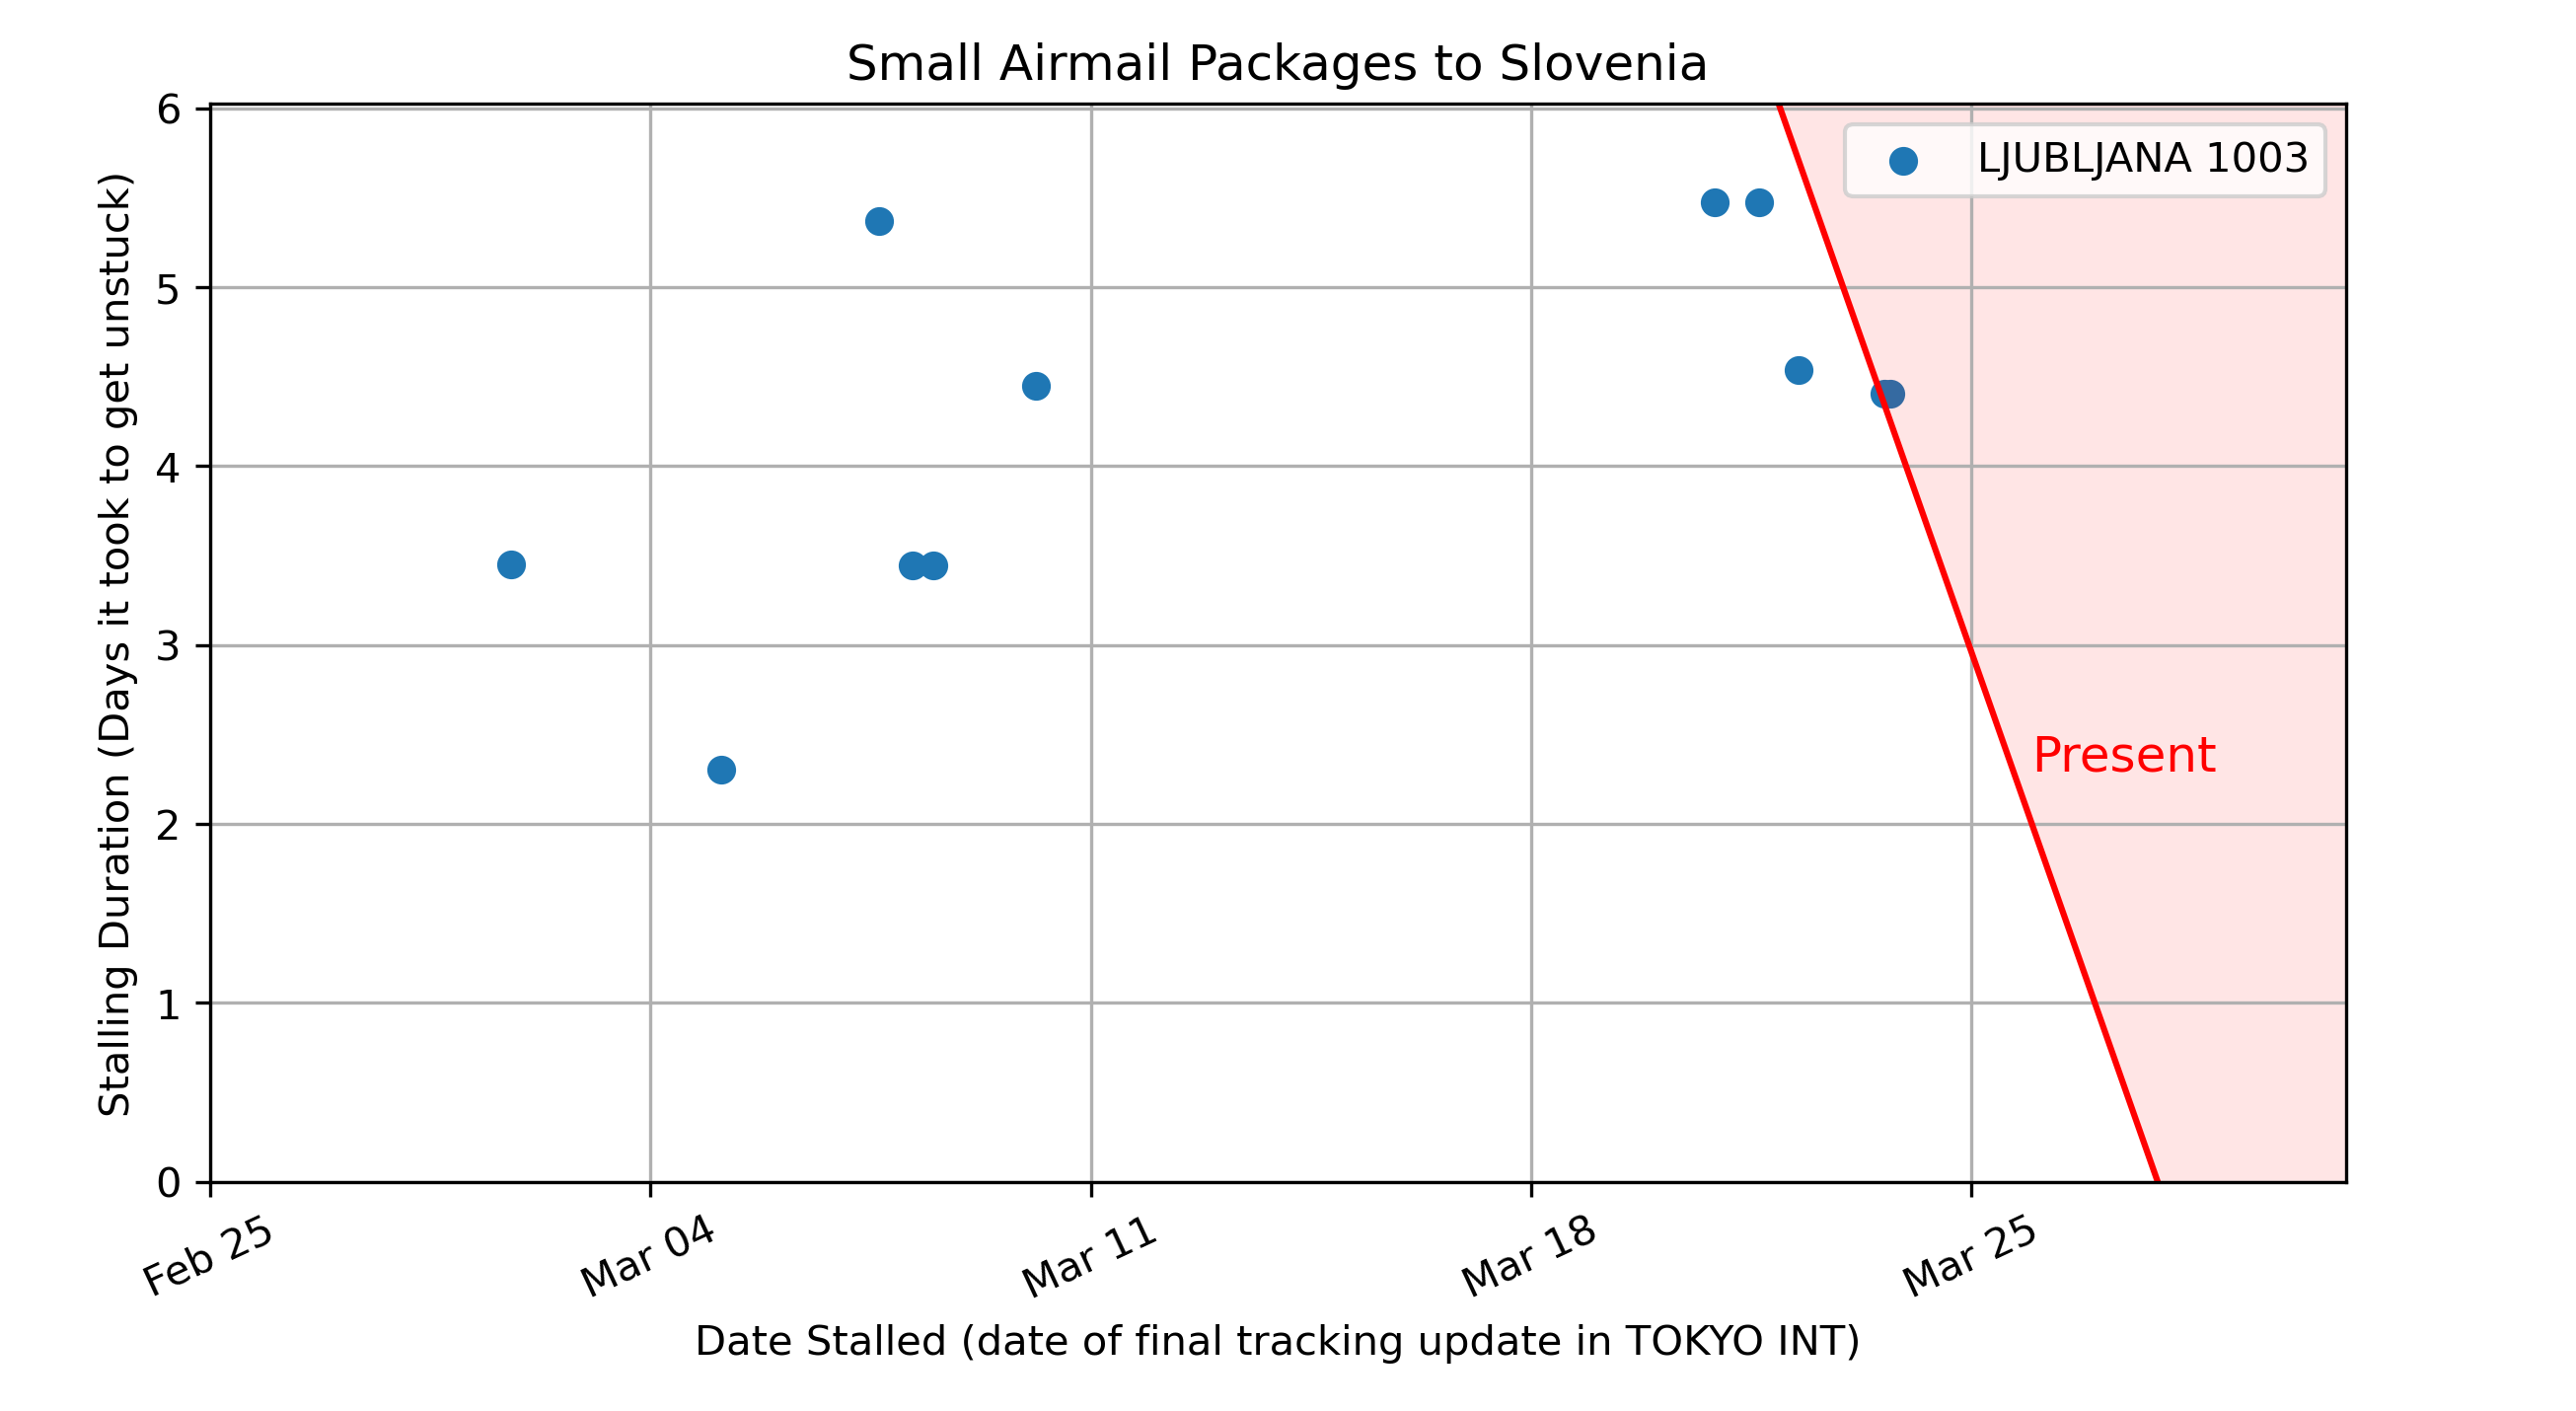 Small Airmail Packages to Slovenia
Stalling Duration (Days it took to get unstuck)
6
5
4
3
2
1
0
LJUBLJANA 1003
Present
Feb 25
Mar 04
Mar 11
Mar 18
Mar 25
Date Stalled (date of final tracking update in TOKYO INT)